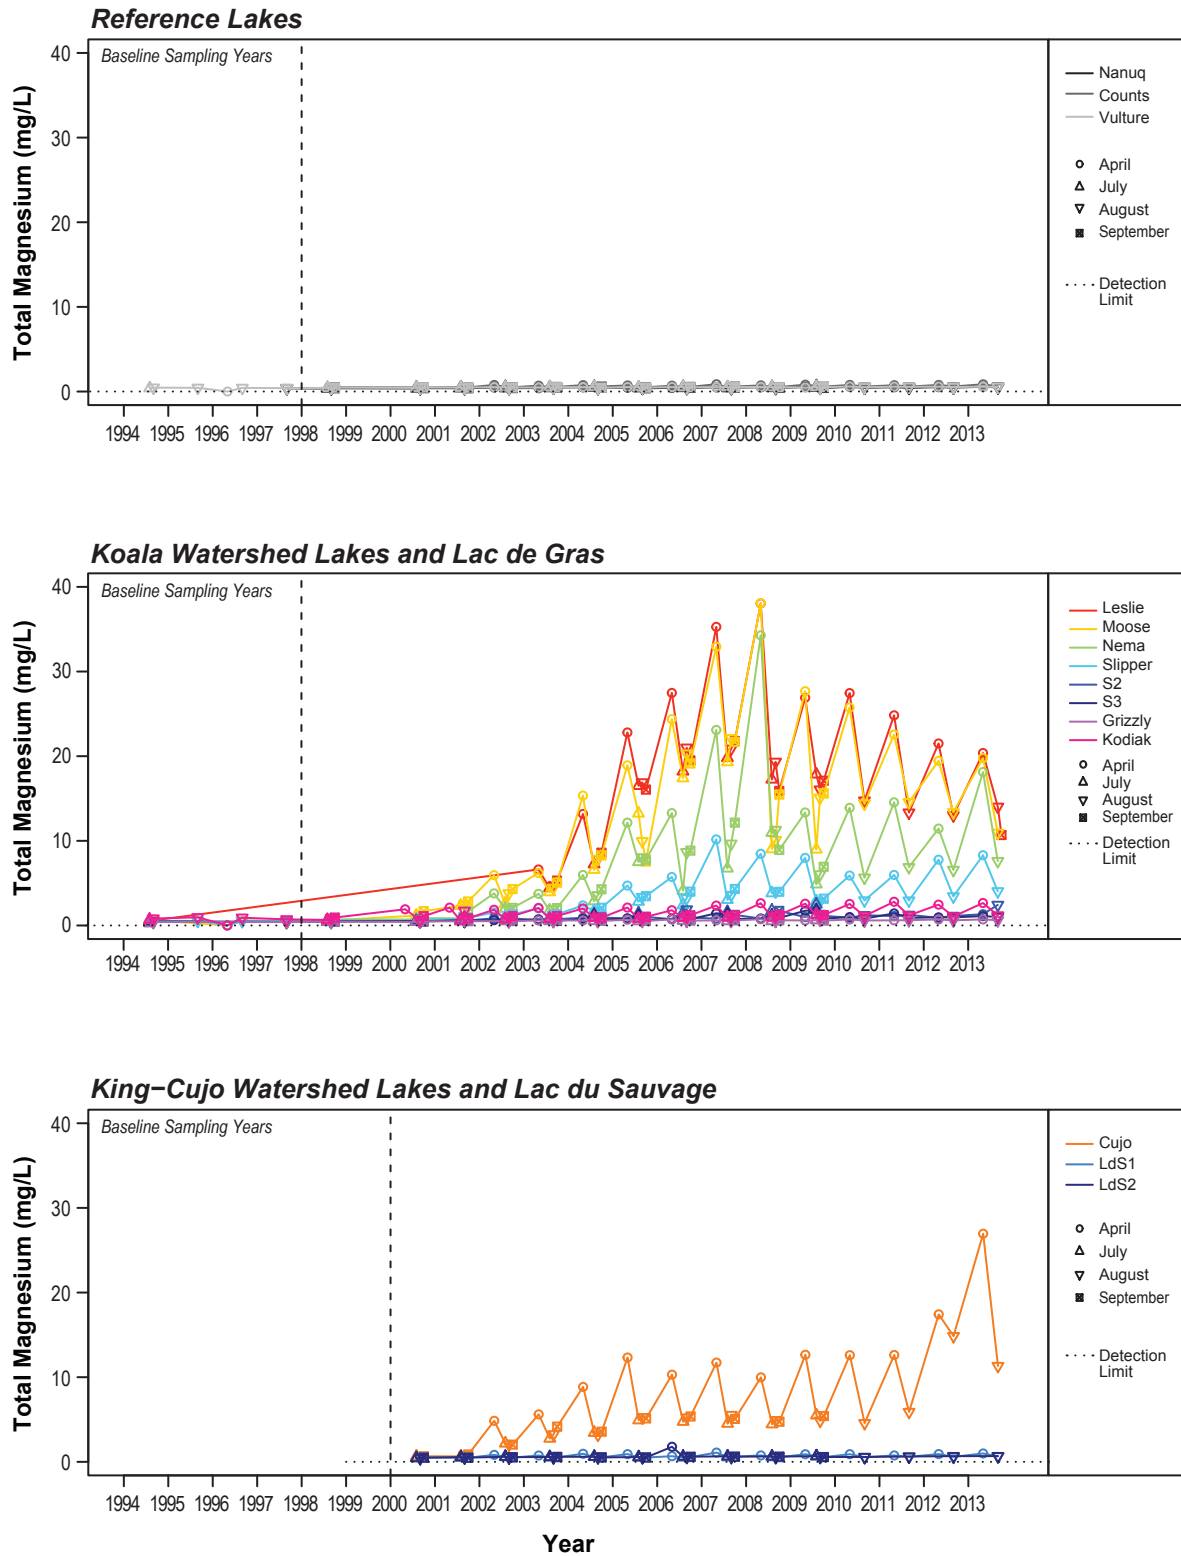 Reference Lakes
Baseline Sampling Years
Total Magnesium (mg/L)
40
30
20
10
0
1994 1995 1996 1997 1998 1999 2000 2001 2002 2003 2004 2005 2006 2007 2008 2009 2010 2011 2012 2013
Nanuq
Counts
Vulture
April
July
August
September
Detection
Limit
Koala Watershed Lakes and Lac de Gras
Baseline Sampling Years
Total Magnesium (mg/L)
40
30
20
10
0
1994 1995 1996 1997 1998 1999 2000 2001 2002 2003 2004 2005 2006 2007 2008 2009 2010 2011 2012 2013
Leslie
Moose
Nema
Slipper
S2
S3
Grizzly
Kodiak
April
July
August
September
Detection
Limit
King−Cujo Watershed Lakes and Lac du Sauvage
Baseline Sampling Years
Total Magnesium (mg/L)
40
30
20
10
0
1994 1995 1996 1997 1998 1999 2000 2001 2002 2003 2004 2005 2006 2007 2008 2009 2010 2011 2012 2013
Cujo
LdS1
LdS2
April
July
August
September
Detection
Limit
Year